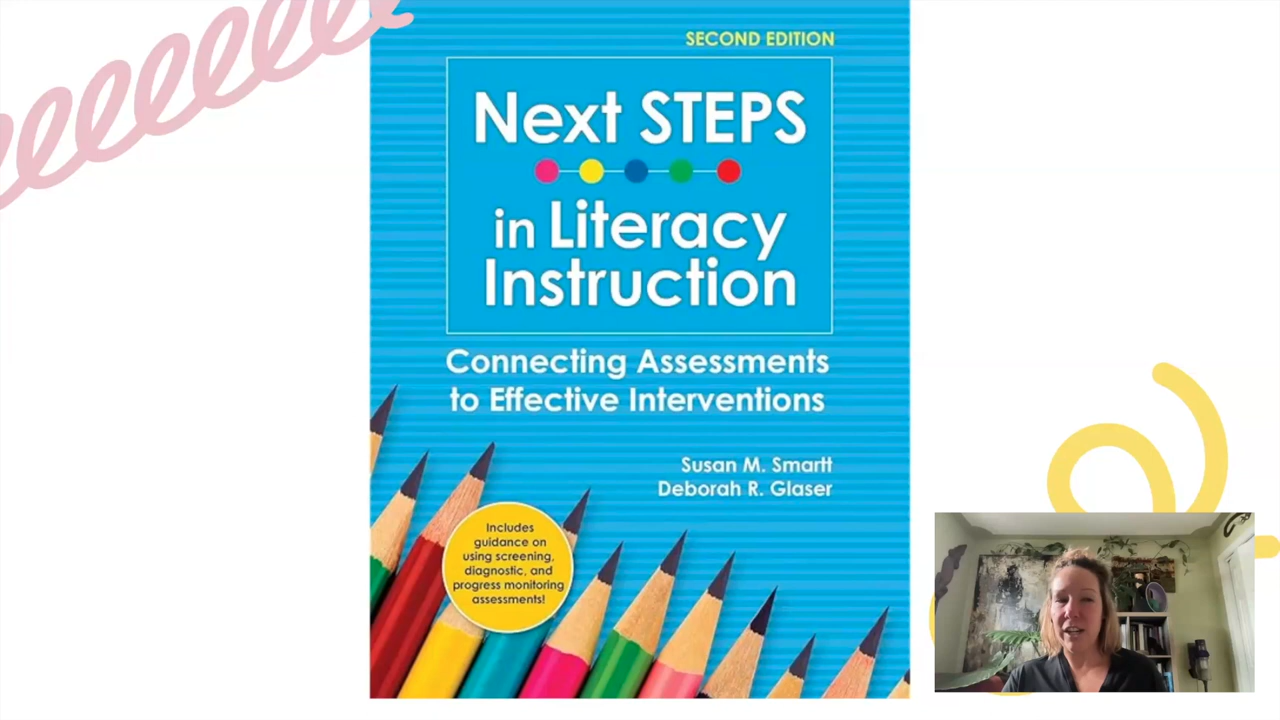 SECOND EDITION
Next STEPS
in Literacy
Instruction
Connecting Assessments
to Effective Interventions
Susan M. Smartt
Deborah R. Glaser
Includes
guidance on
using screening,
diagnostic, and
progress monitoring
assessments!